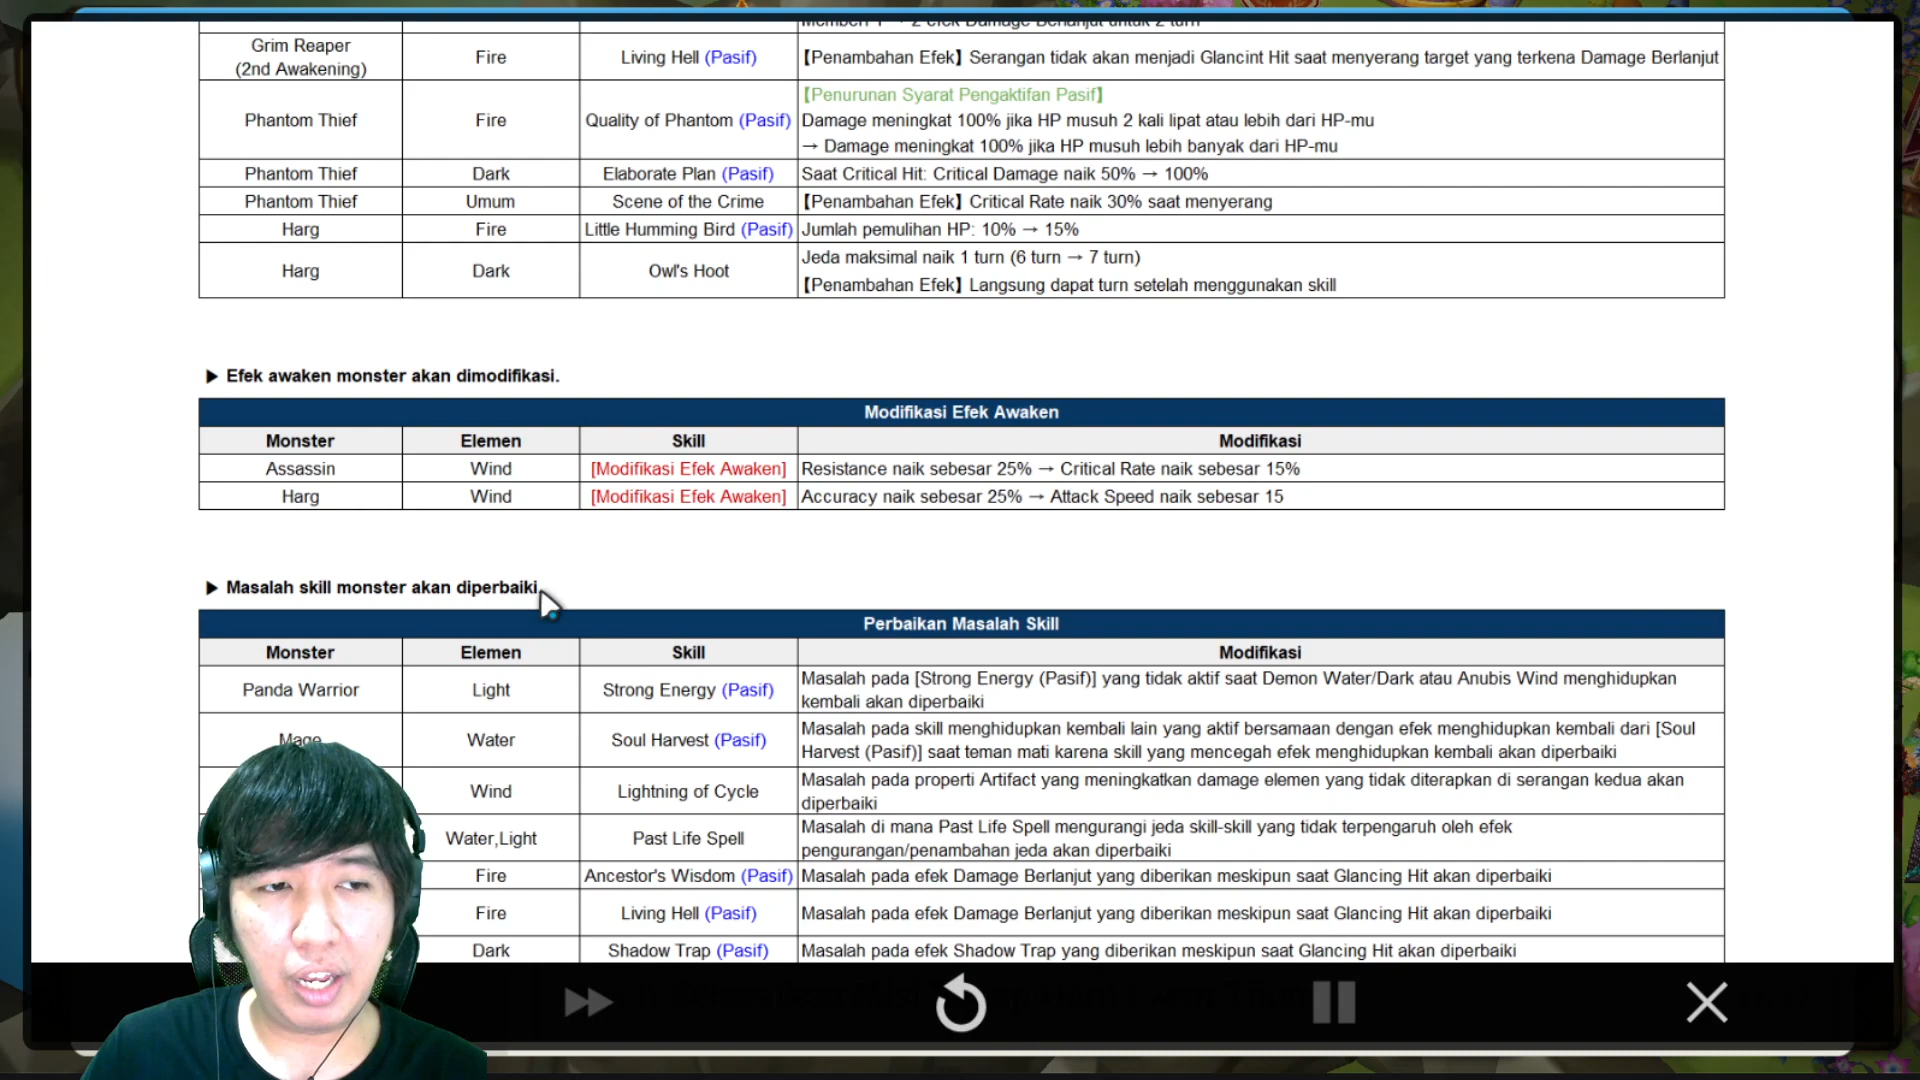 Memberi 1 → 2 efek Damage Berlanjut untuk 2 turn
Grim Reaper
(2nd Awakening)
Fire
Living Hell (Pasif)
【Penambahan Efek】 Serangan tidak akan menjadi Glancint Hit saat menyerang target yang terkena Damage Berlanjut
Phantom Thief
Fire
Quality of Phantom (Pasif)
【Penurunan Syarat Pengaktifan Pasif】
Damage meningkat 100% jika HP musuh 2 kali lipat atau lebih dari HP-mu
→ Damage meningkat 100% jika HP musuh lebih banyak dari HP-mu
Phantom Thief
Dark
Elaborate Plan (Pasif)
Saat Critical Hit: Critical Damage naik 50% → 100%
Phantom Thief
Umum
Scene of the Crime
【Penambahan Efek】 Critical Rate naik 30% saat menyerang
Harg
Fire
Little Humming Bird (Pasif)
Jumlah pemulihan HP: 10% → 15%
Harg
Dark
Owl's Hoot
Jeda maksimal naik 1 turn (6 turn → 7 turn)
【Penambahan Efek】 Langsung dapat turn setelah menggunakan skill
▶ Efek awaken monster akan dimodifikasi.
Modifikasi Efek Awaken
Monster
Elemen
Skill
Modifikasi
Assassin
Wind
[Modifikasi Efek Awaken]
Resistance naik sebesar 25% → Critical Rate naik sebesar 15%
Harg
Wind
[Modifikasi Efek Awaken]
Accuracy naik sebesar 25% → Attack Speed naik sebesar 15
▶ Masalah skill monster akan diperbaiki.
Perbaikan Masalah Skill
Monster
Elemen
Skill
Modifikasi
Panda Warrior
Light
Strong Energy (Pasif)
Masalah pada [Strong Energy (Pasif)] yang tidak aktif saat Demon Water/Dark atau Anubis Wind menghidupkan
kembali akan diperbaiki
Mage
Water
Soul Harvest (Pasif)
Masalah pada skill menghidupkan kembali lain yang aktif bersamaan dengan efek menghidupkan kembali dari [Soul
Harvest (Pasif)] saat teman mati karena skill yang mencegah efek menghidupkan kembali akan diperbaiki
Wind
Lightning of Cycle
Masalah pada properti Artifact yang meningkatkan damage elemen yang tidak diterapkan di serangan kedua akan
diperbaiki
Water,Light
Past Life Spell
Masalah di mana Past Life Spell mengurangi jeda skill-skill yang tidak terpengaruh oleh efek
pengurangan/penambahan jeda akan diperbaiki
Fire
Ancestor's Wisdom (Pasif)
Masalah pada efek Damage Berlanjut yang diberikan meskipun saat Glancing Hit akan diperbaiki
Fire
Living Hell (Pasif)
Masalah pada efek Damage Berlanjut yang diberikan meskipun saat Glancing Hit akan diperbaiki
Dark
Shadow Trap (Pasif)
Masalah pada efek Shadow Trap yang diberikan meskipun saat Glancing Hit akan diperbaiki